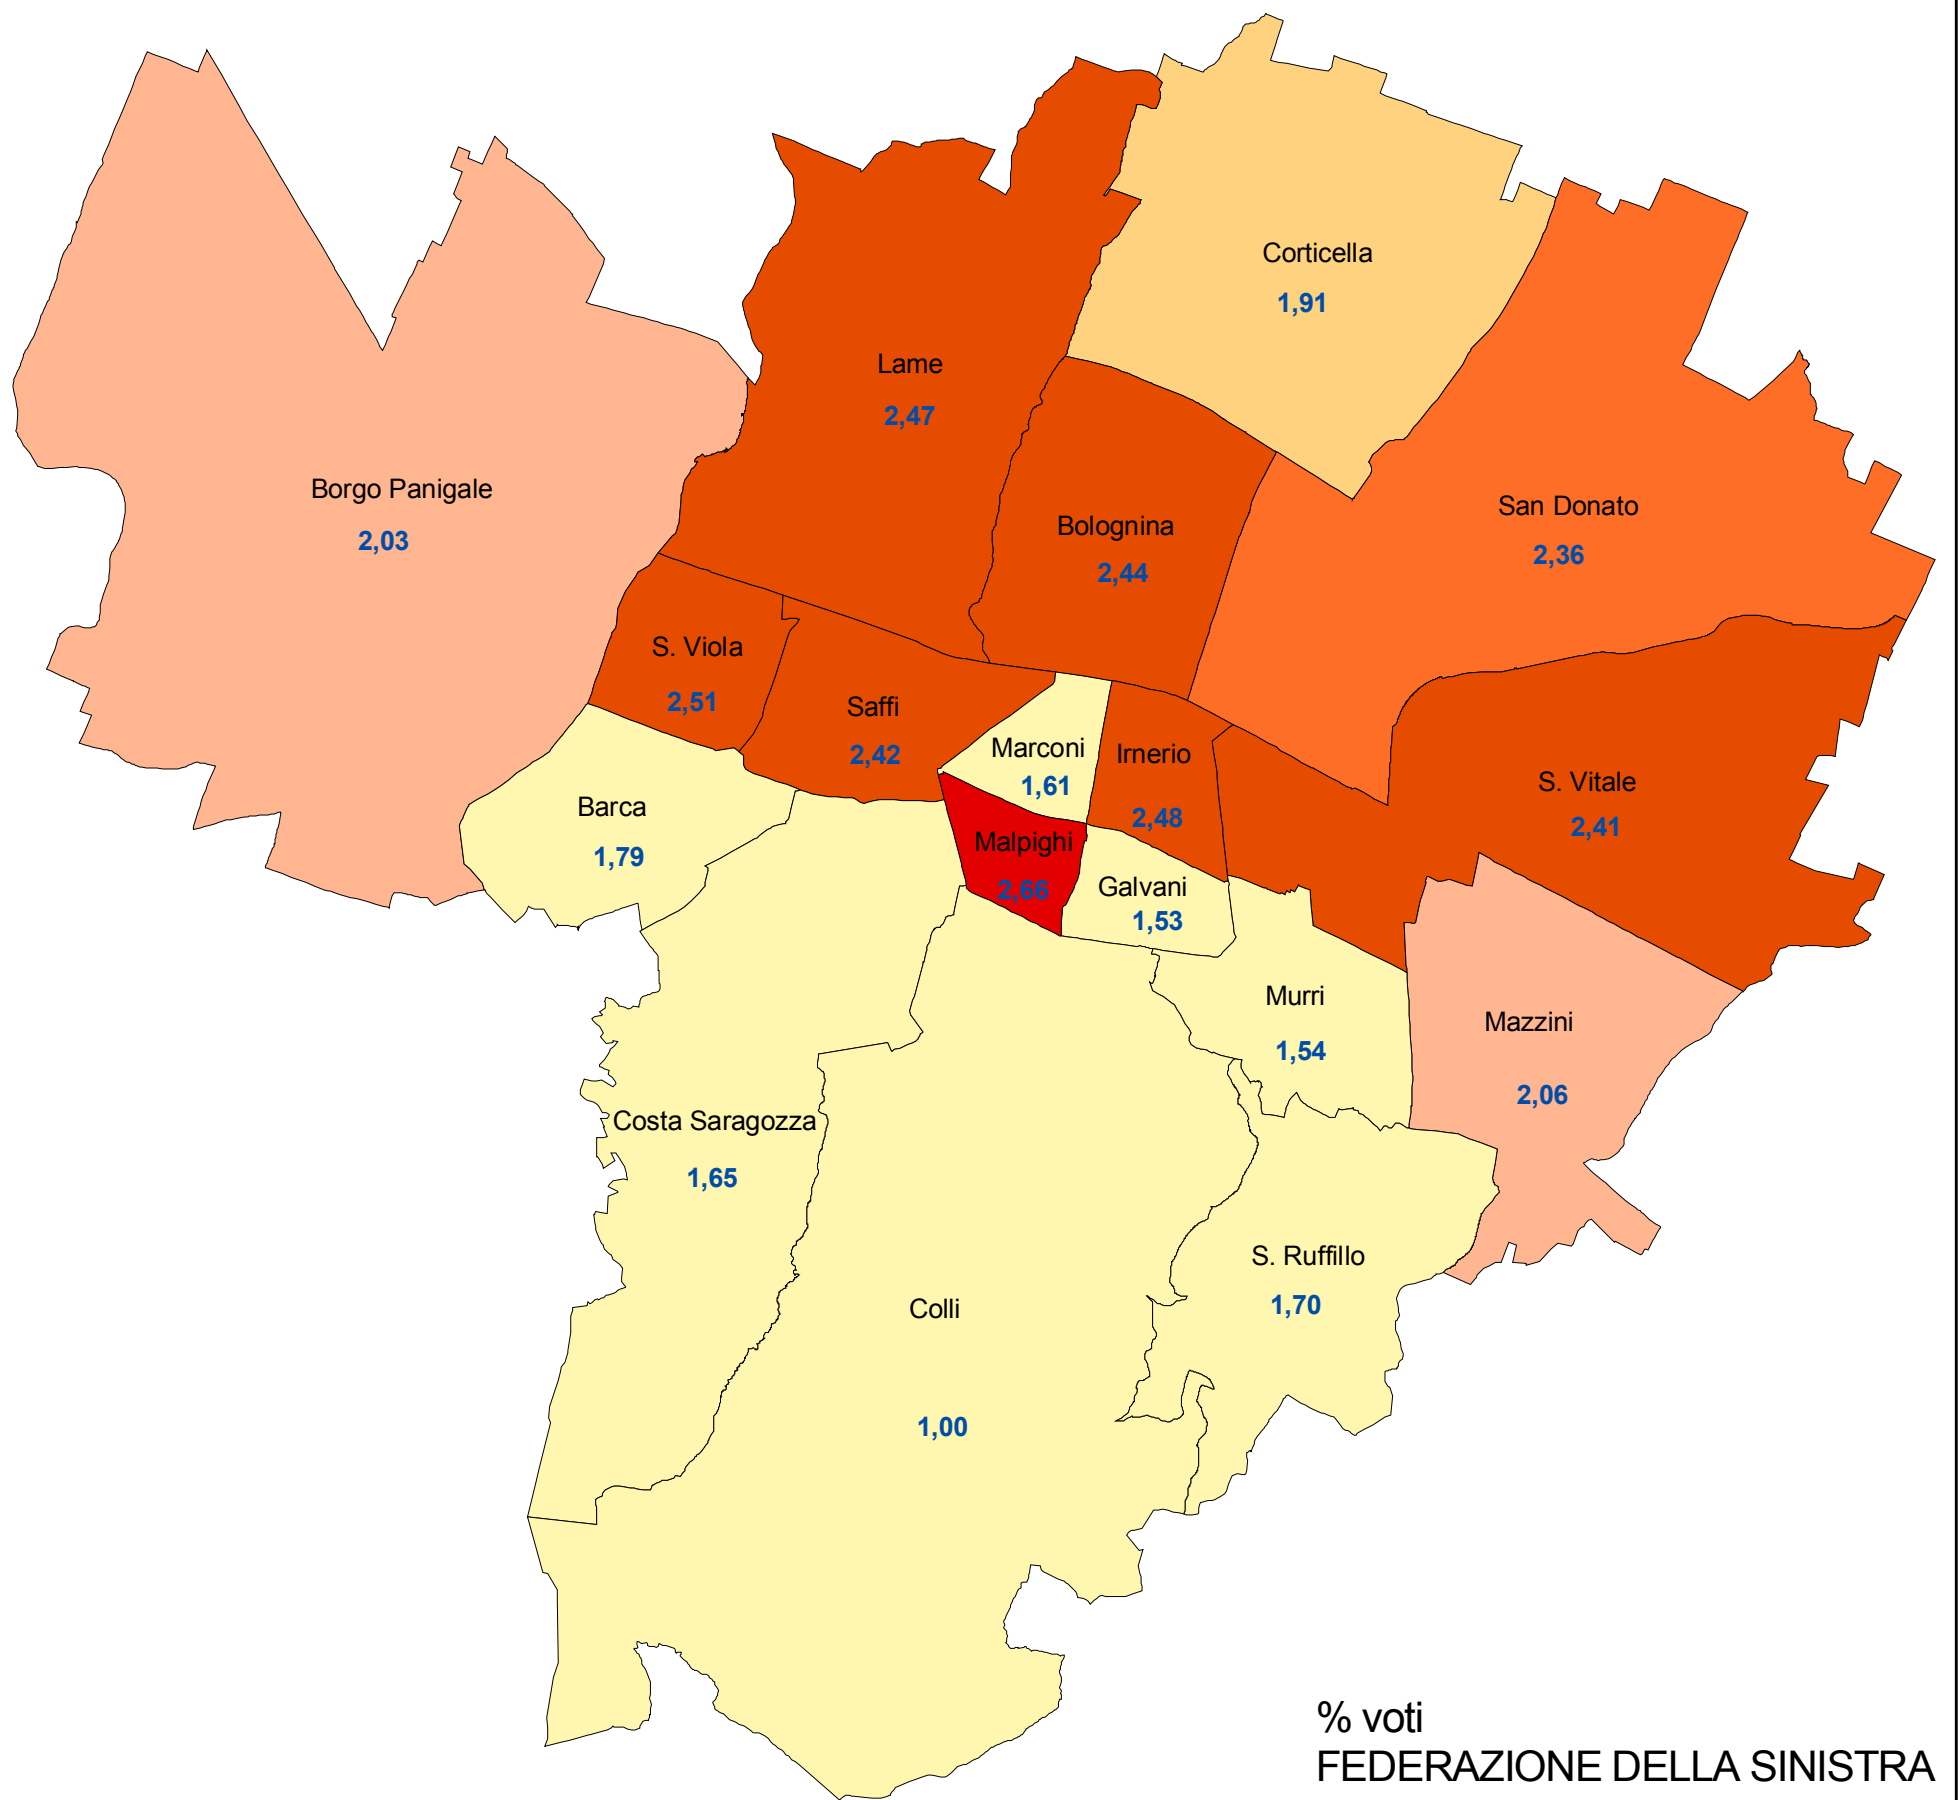 Corticella
1,91
Lame
2,47
Borgo Panigale
2,03
San Donato
2,36
Bolognina
2,44
S. Viola
2,51
Saffi
2,42
Marconi
1,61
Irnerio
2,48
S. Vitale
2,41
Barca
1,79
Malpighi
2,66
Galvani
1,53
Murri
1,54
Mazzini
2,06
Costa Saragozza
1,65
S. Ruffillo
1,70
Colli
1,00
% voti
FEDERAZIONE DELLA SINISTRA